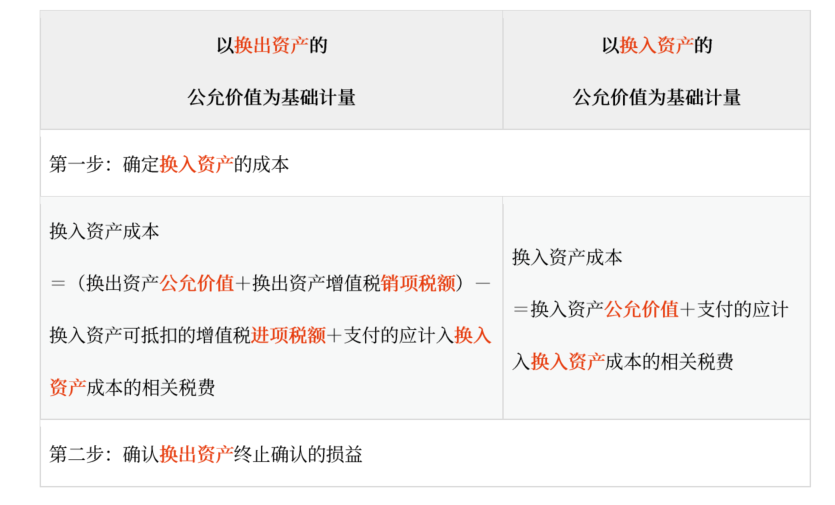 以换出资产的
公允价值为基础计量
以换入资产的
公允价值为基础计量
第一步：确定换入资产的成本
换入资产成本
＝（换出资产公允价值＋换出资产增值税销项税额）－
换入资产可抵扣的增值税进项税额＋支付的应计入换入
资产成本的相关税费
换入资产成本
＝换入资产公允价值＋支付的应计
入换入资产成本的相关税费
第二步：确认换出资产终止确认的损益